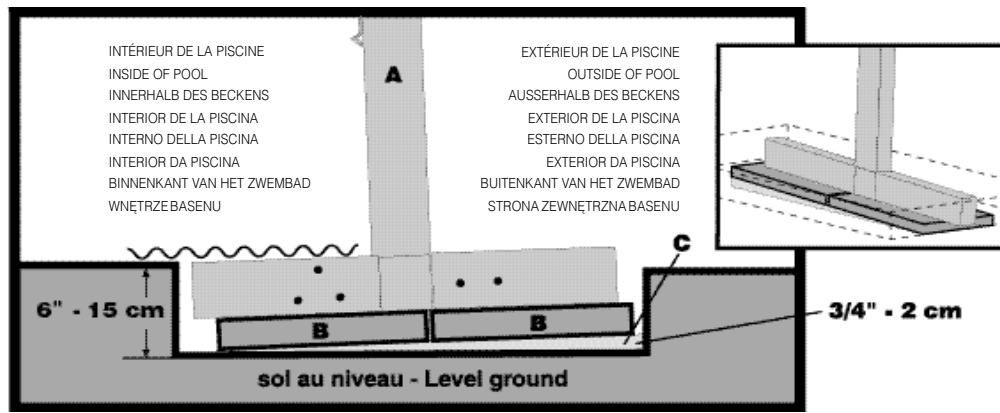 INTÉRIEUR DE LA PISCINE
INSIDE OF POOL
INNERHALB DES BECKENS
INTERIOR DE LA PISCINA
INTERNO DELLA PISCINA
INTERIOR DA PISCINA
BINNENKANT VAN HET ZWEMBAD
WNĘTRZE BASENU
A
EXTÉRIEUR DE LA PISCINE
OUTSIDE OF POOL
AUSSERHALB DES BECKENS
EXTERIOR DE LA PISCINA
ESTERNO DELLA PISCINA
EXTERIOR DA PISCINA
BUITENKANT VAN HET ZWEMBAD
STRONA ZEWNĘTRZNA BASENU
C
6" - 15 cm
B
B
3/4" - 2 cm
sol au niveau - Level ground